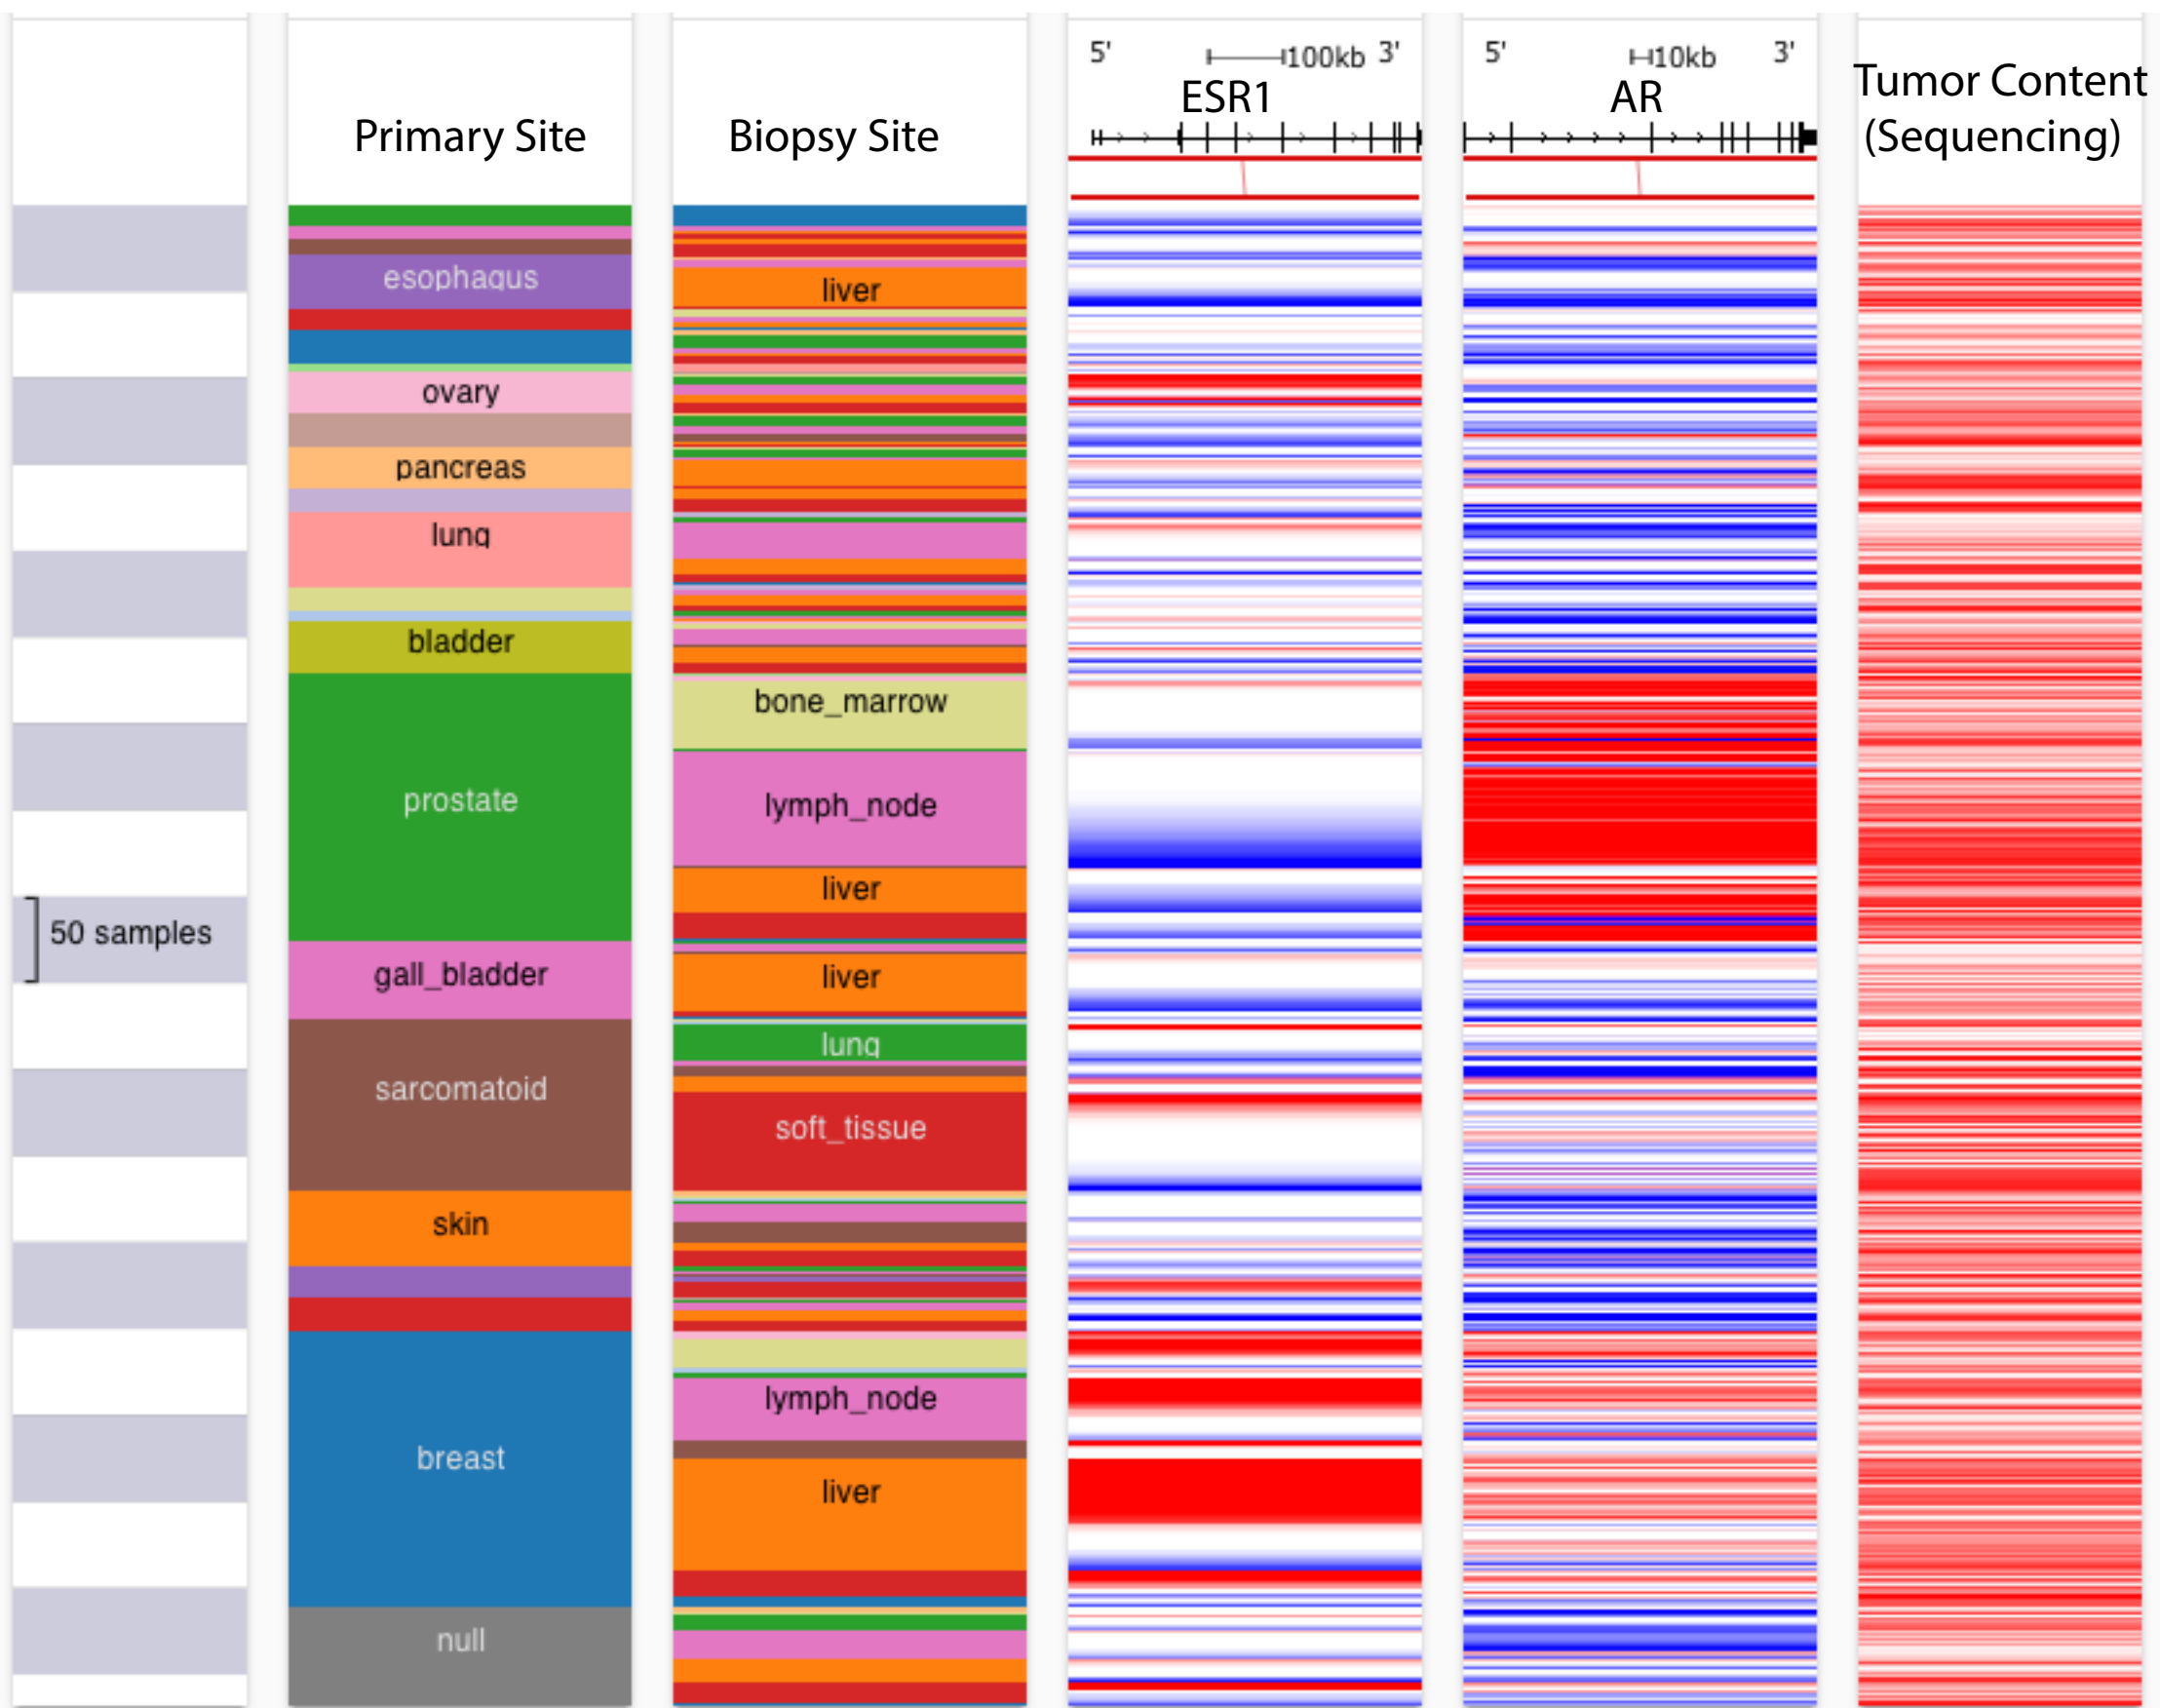 5' 100kb 3'
5' 10kb 3'
ESR1
AR
Tumor Content
(Sequencing)
Primary Site
Biopsy Site
esophagus
liver
ovary
pancreas
lung
bladder
bone_marrow
prostate
lymph_node
liver
50 samples
gall_bladder
liver
lung
sarcomatoid
soft_tissue
skin
lymph_node
breast
liver
null